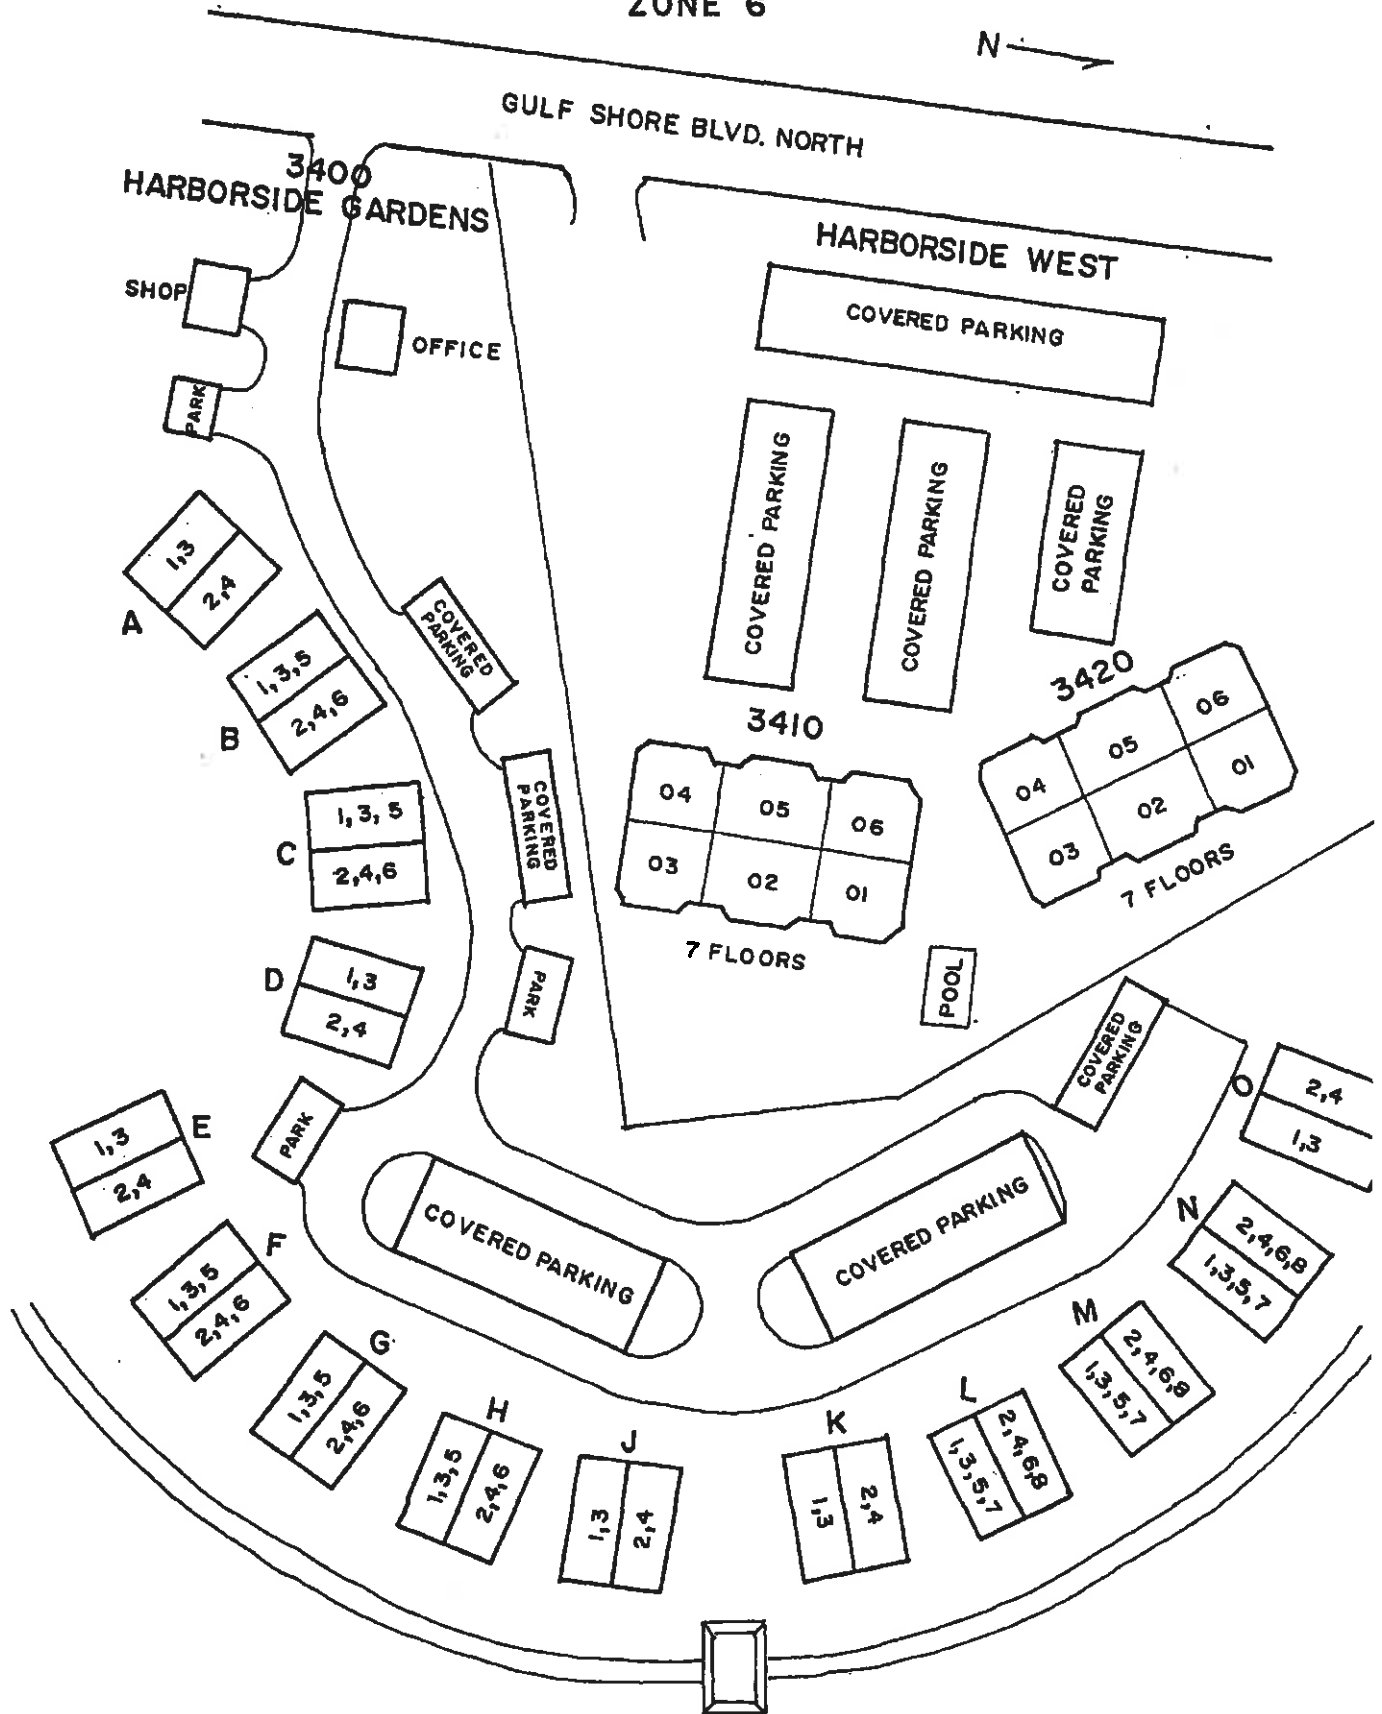 ZONE 6
N
GULF SHORE BLVD. NORTH
3400
HARBORSIDE GARDENS
HARBORSIDE WEST
SHOP
OFFICE
COVERED PARKING
PARK
COVERED PARKING
COVERED PARKING
COVERED
PARKING
1,3
2,4
A
COVERED
PARKING
1,3,5
2,4,6
B
3410
3420
04
05
06
03
02
01
7 FLOORS
04
05
06
03
02
01
7 FLOORS
COVERED
PARKING
C
1,3,5
2,4,6
D
1,3
2,4
PARK
POOL
COVERED
PARKING
PARK
E
1,3
2,4
O
2,4
1,3
COVERED PARKING
COVERED PARKING
F
1,3,5
2,4,6
N
2,4,6,8
1,3,5,7
G
1,3,5
2,4,6
M
2,4,6,8
1,3,5,7
H
1,3,5
2,4,6
J
1,3
2,4
K
1,3
2,4
L
1,3,5,7
2,4,6,8